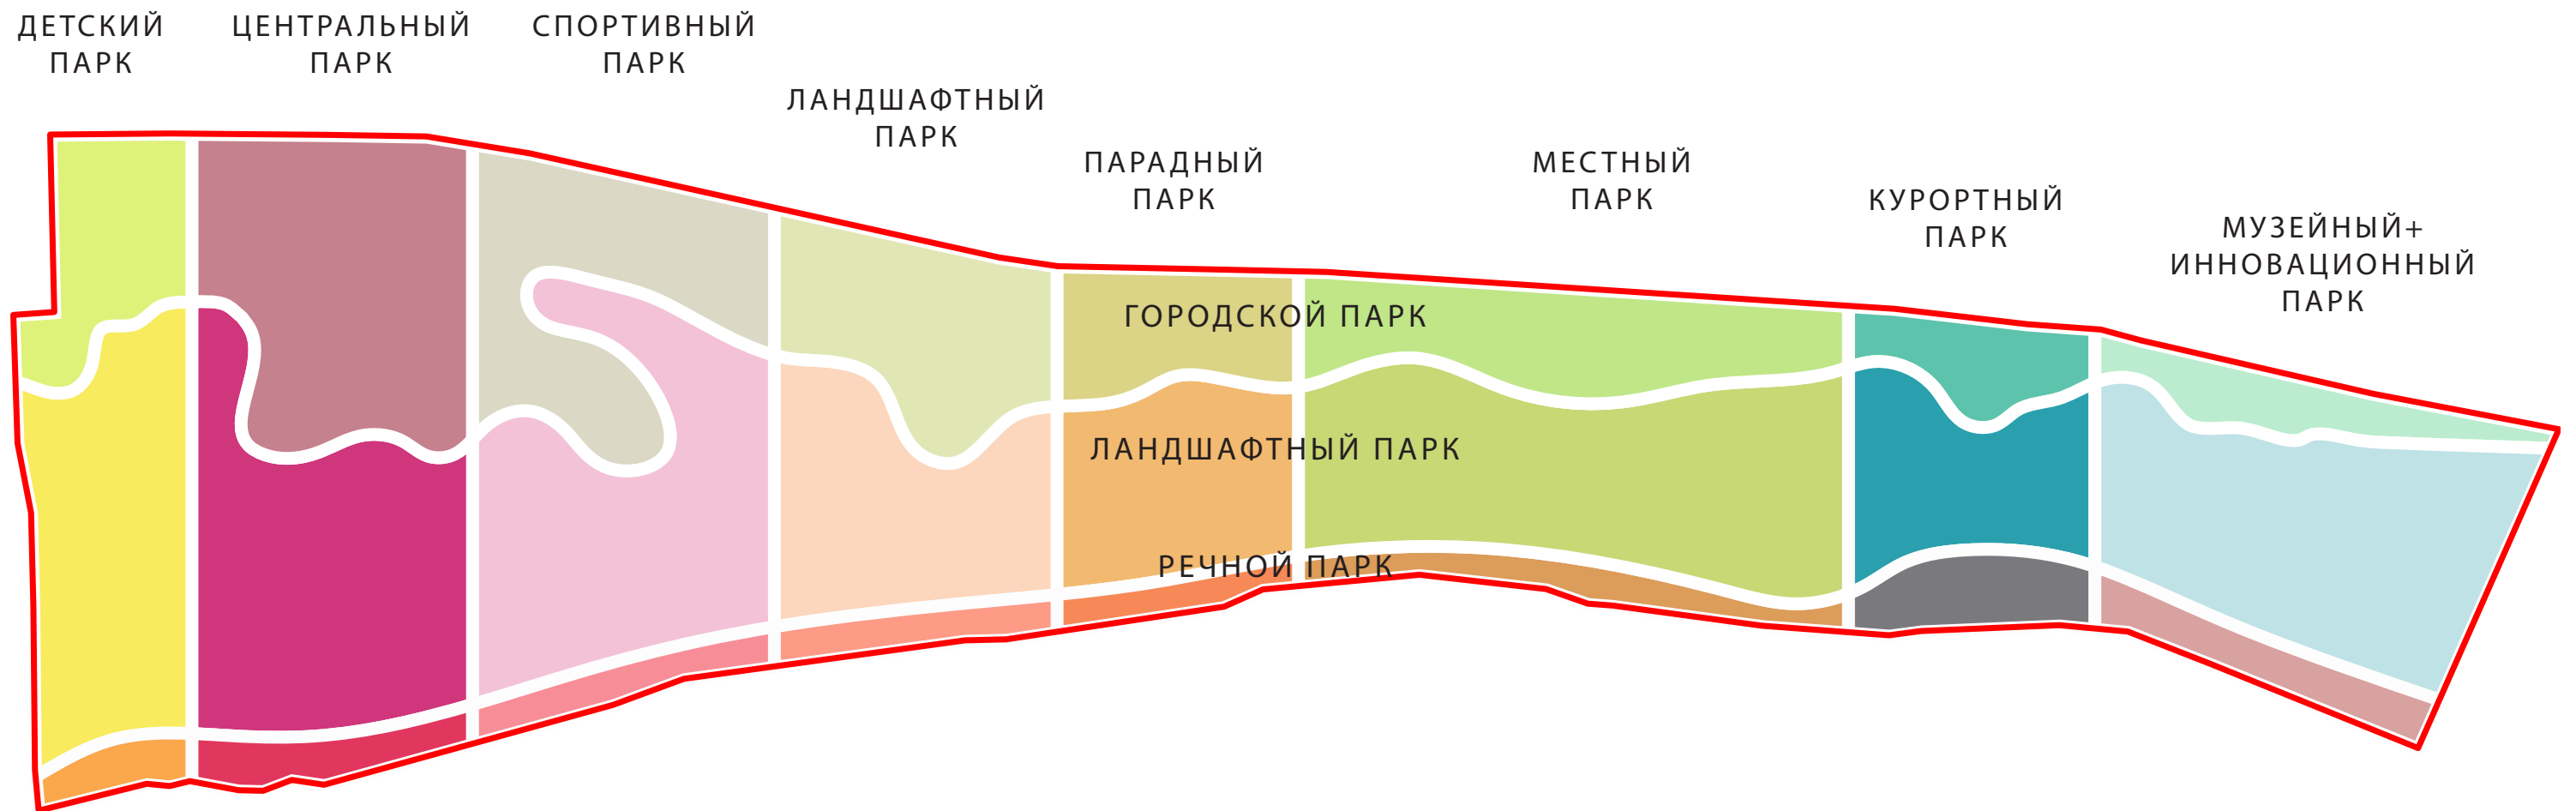 ДЕТСКИЙ
ПАРК
ЦЕНТРАЛЬНЫЙ
ПАРК
СПОРТИВНЫЙ
ПАРК
ЛАНДШАФТНЫЙ
ПАРК
ПАРАДНЫЙ
ПАРК
МЕСТНЫЙ
ПАРК
КУРОРТНЫЙ
ПАРК
МУЗЕЙНЫЙ+
ИННОВАЦИОННЫЙ
ПАРК
ГОРОДСКОЙ ПАРК
ЛАНДШАФТНЫЙ ПАРК
РЕЧНОЙ ПАРК